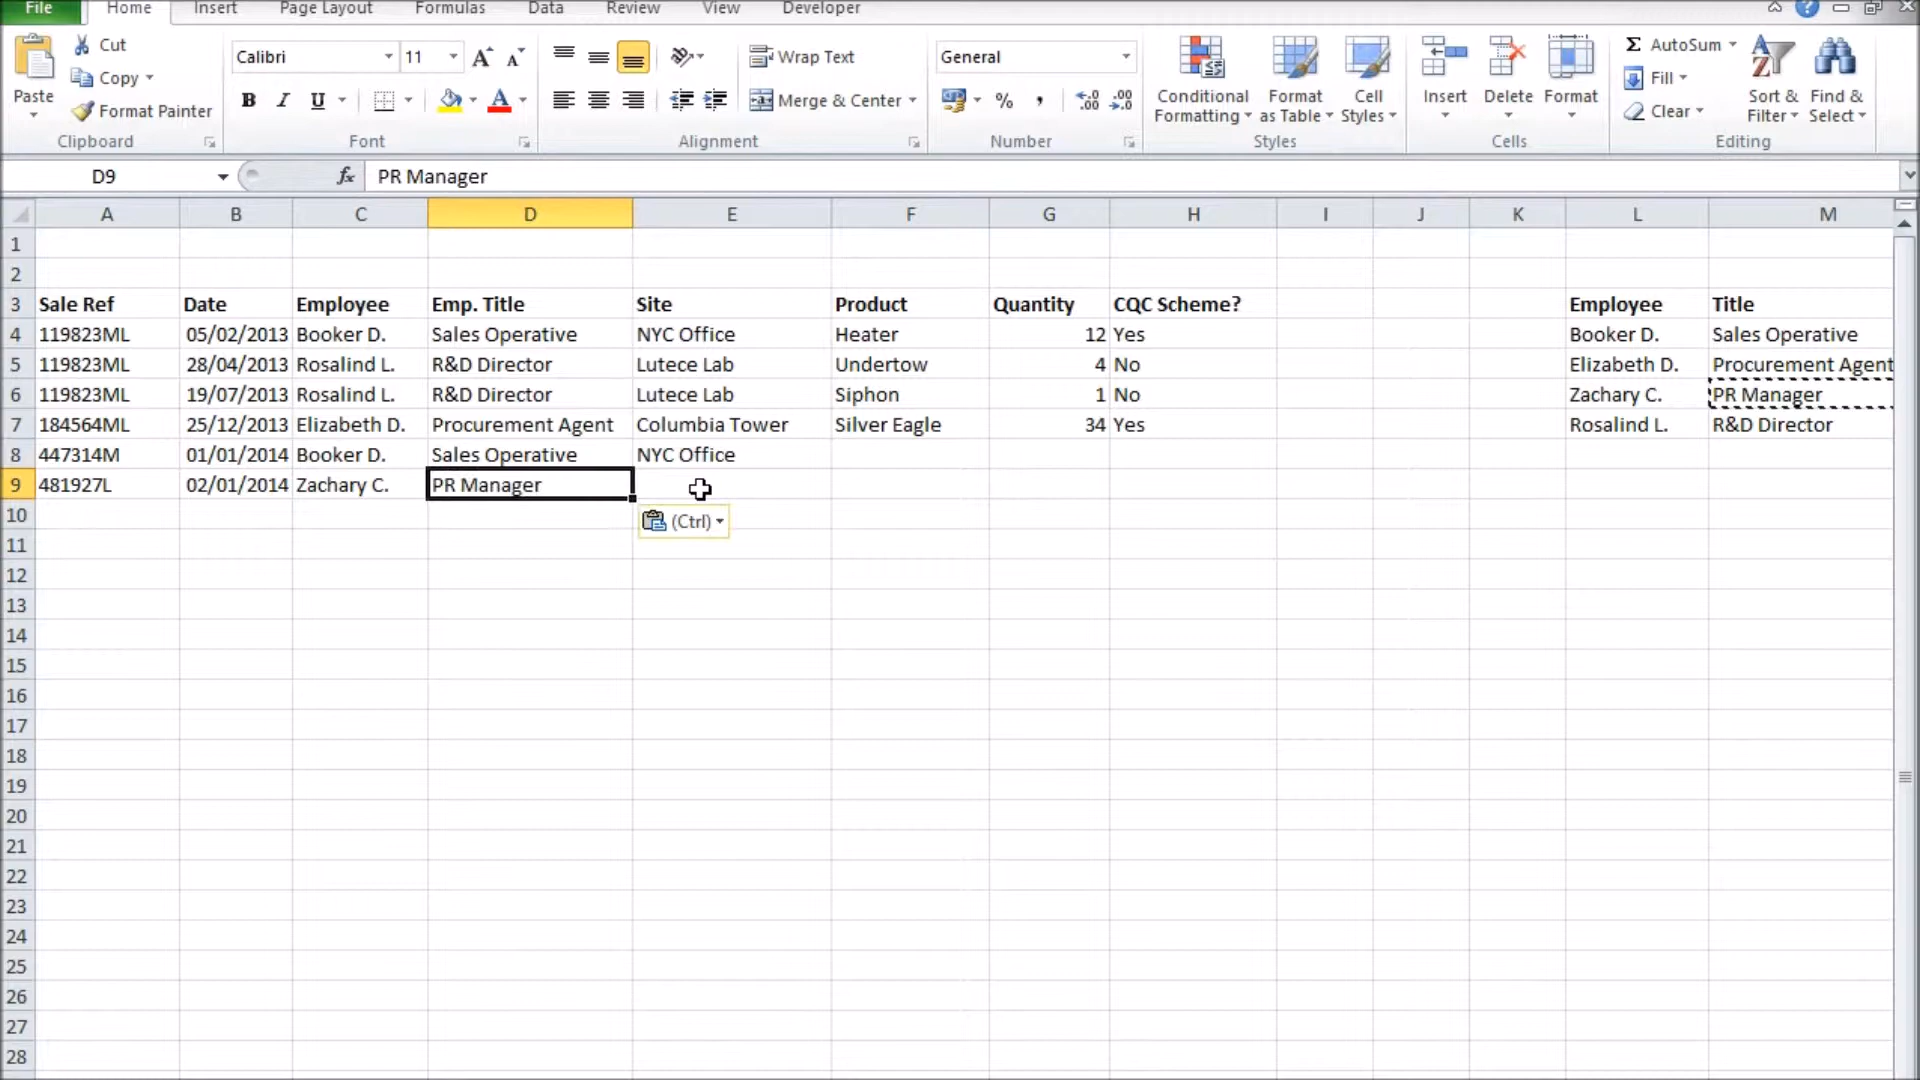 File Home Insert Page Layout Formulas Data Review View Developer
Cut
Copy
Format Painter
Paste
Clipboard
Calibri 11
B I U
Font
Wrap Text
Merge & Center
Alignment
General
% ,
Number
Conditional Formatting
Format as Table
Cell Styles
Styles
Insert Delete Format
Cells
Σ AutoSum
Fill
Clear
Sort & Filter
Find & Select
Editing
D9 fx PR Manager
A B C D E F G H I J K L M
1
2
3 Sale Ref Date Employee Emp. Title Site Product Quantity CQC Scheme? Employee Title
4 119823ML 05/02/2013 Booker D. Sales Operative NYC Office Heater 12 Yes Booker D. Sales Operative
5 119823ML 28/04/2013 Rosalind L. R&D Director Lutece Lab Undertow 4 No Elizabeth D. Procurement Agent
6 119823ML 19/07/2013 Rosalind L. R&D Director Lutece Lab Siphon 1 No Zachary C. PR Manager
7 184564ML 25/12/2013 Elizabeth D. Procurement Agent Columbia Tower Silver Eagle 34 Yes Rosalind L. R&D Director
8 447314M 01/01/2014 Booker D. Sales Operative NYC Office
9 481927L 02/01/2014 Zachary C. PR Manager
10 (Ctrl)
11
12
13
14
15
16
17
18
19
20
21
22
23
24
25
26
27
28